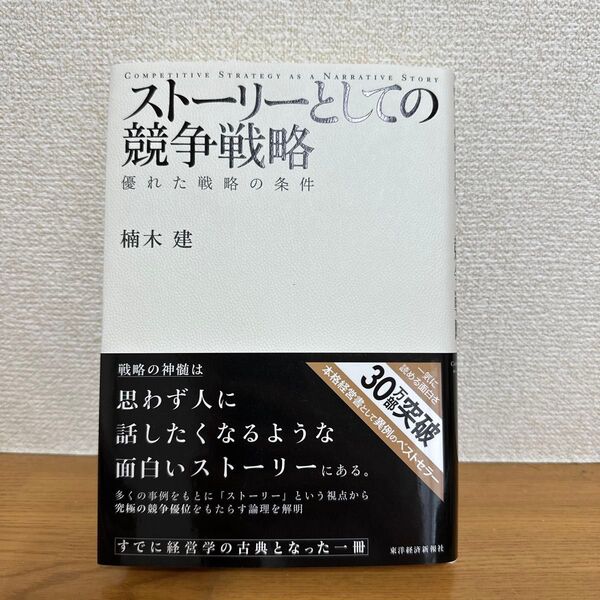 COMPETITIVE STRATEGY AS A NARRATIVE STORY
ストーリーとしての
競争戦略
優れた戦略の条件
楠木 建
戦略の神髄は
思わず人に
話したくなるような
面白いストーリーにある。
多くの事例をもとに「ストーリー」という視点から
究極の競争優位をもたらす論理を解明
すでに経営学の古典となった一冊
一気に
読める面白さ
30万部突破
本格経営書として異例のベストセラー
東洋経済新報社